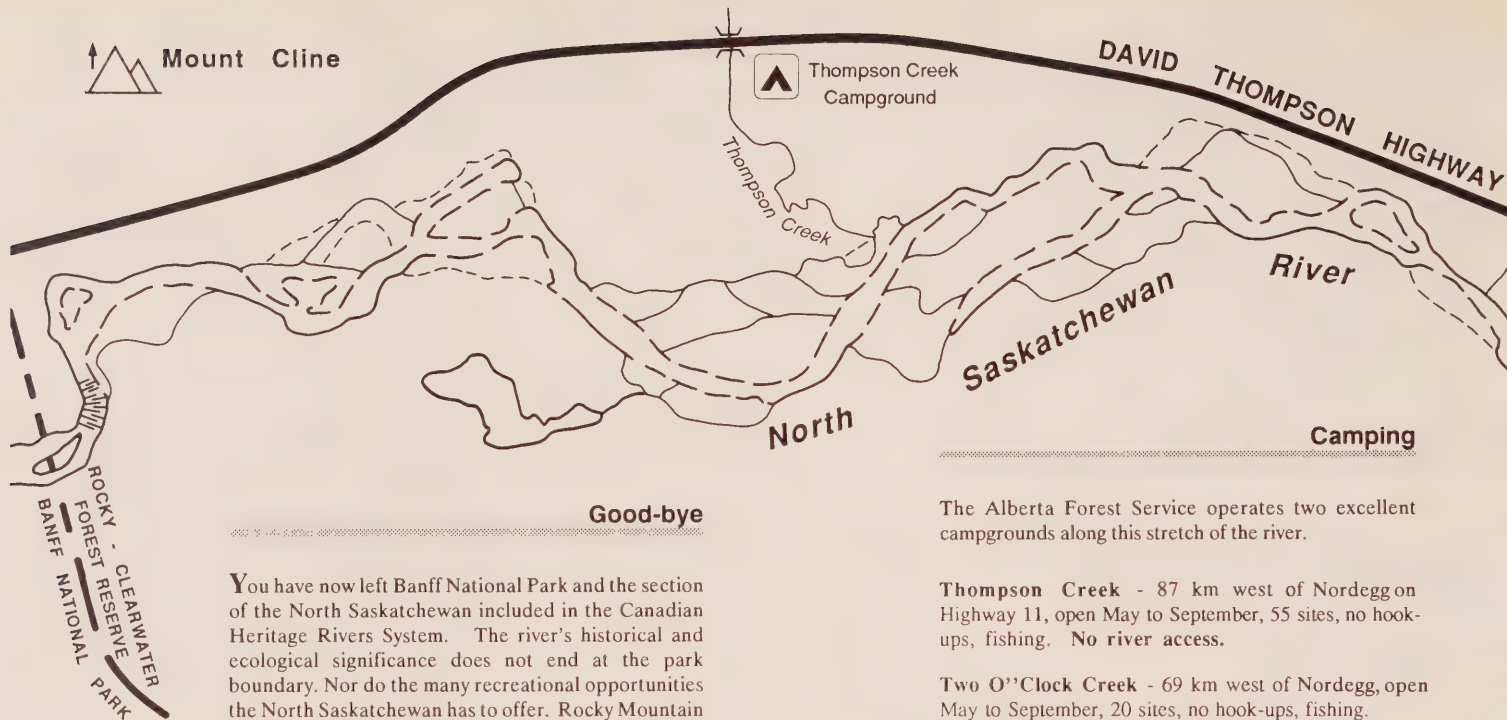 Mount Cline
Thompson Creek
Campground
DAVID THOMPSON HIGHWAY
Thompson Creek
North Saskatchewan River
ROCKY - CLEARWATER
FOREST RESERVE
BANFF NATIONAL PARK
Good-bye
You have now left Banff National Park and the section
of the North Saskatchewan included in the Canadian
Heritage Rivers System. The river's historical and
ecological significance does not end at the park
boundary. Nor do the many recreational opportunities
the North Saskatchewan has to offer. Rocky Mountain
Camping
The Alberta Forest Service operates two excellent
campgrounds along this stretch of the river.
Thompson Creek - 87 km west of Nordegg on
Highway 11, open May to September, 55 sites, no hook-
ups, fishing. No river access.
Two O''Clock Creek - 69 km west of Nordegg, open
May to September, 20 sites, no hook-ups, fishing.